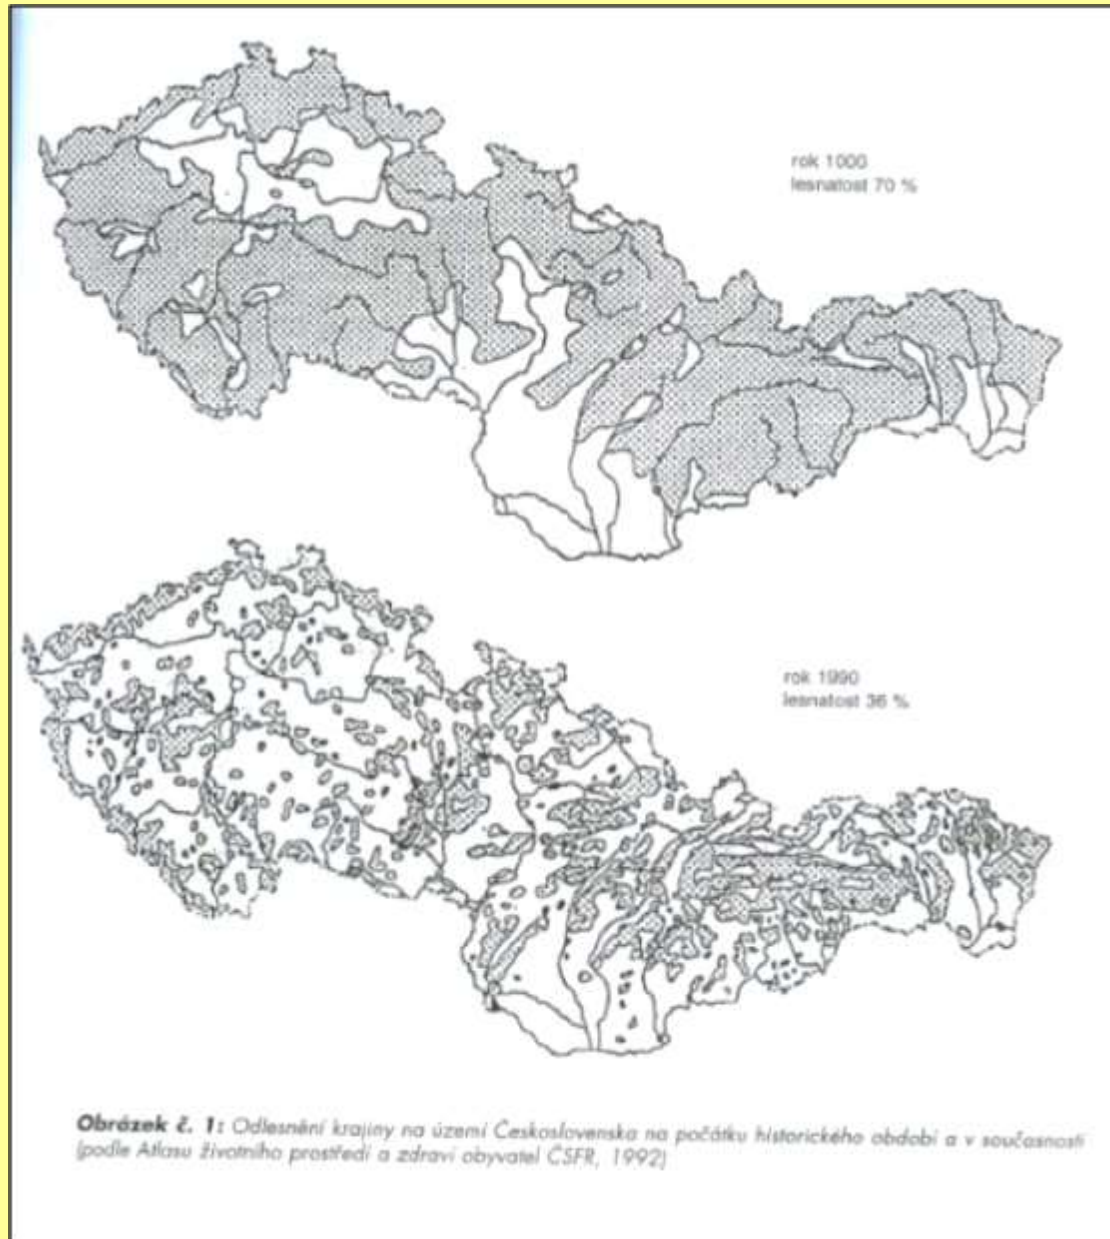 rok 1000
lesnatost 70 %
rok 1990
lesnatost 36 %
Obrázek č. 1: Odlesnění krajiny na území Československa na počátku historického období a v současnosti
(podle Atlasu životního prostředí a zdraví obyvatel ČSFR, 1992)